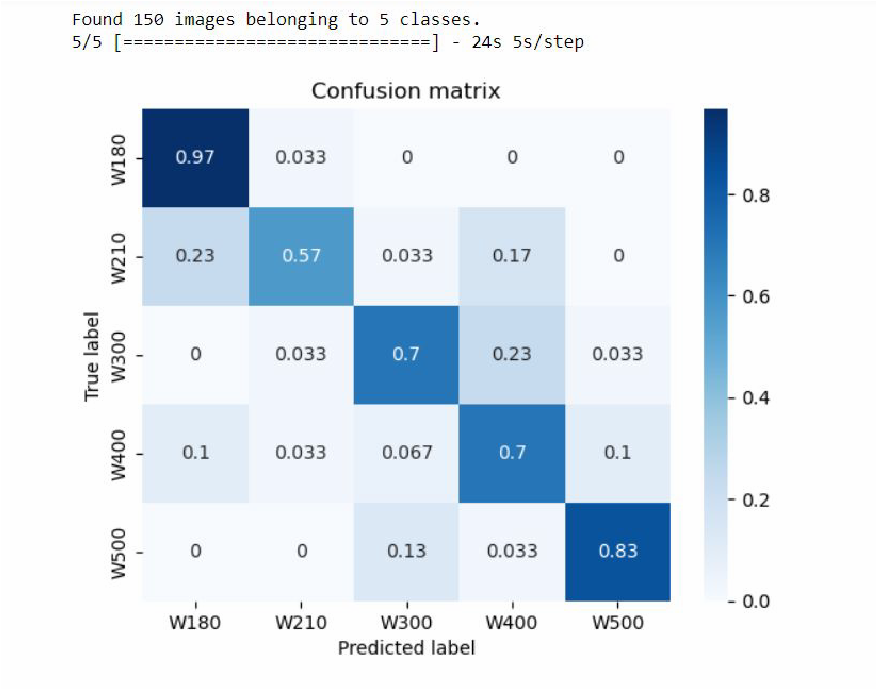 Found 150 images belonging to 5 classes.
5/5 [==============================] - 24s 5s/step
Confusion matrix
W180 0.97 0.033 0 0 0
W210 0.23 0.57 0.033 0.17 0
W300 0 0.033 0.7 0.23 0.033
W400 0.1 0.033 0.067 0.7 0.1
W500 0 0 0.13 0.033 0.83
True label
W180 W210 W300 W400 W500
Predicted label
0.8
0.6
0.4
0.2
0.0